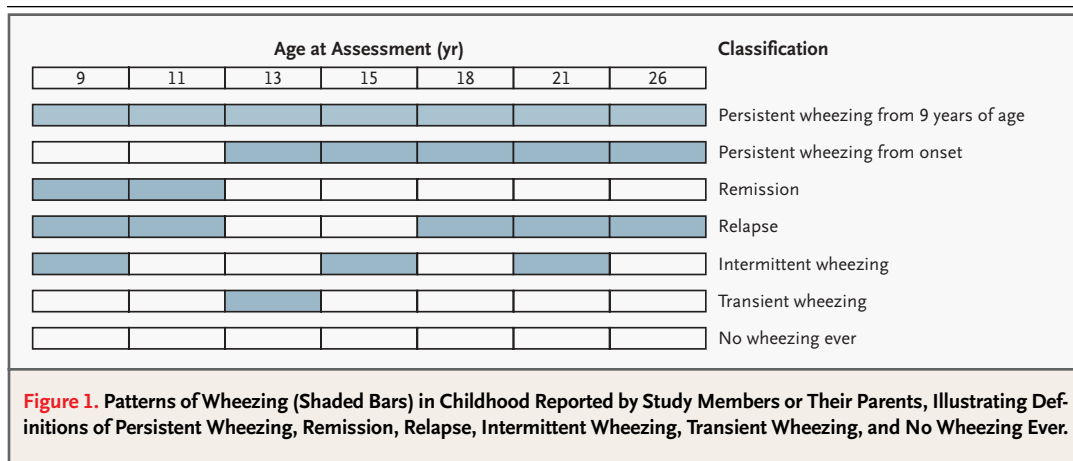 Age at Assessment (yr) Classification
9 11 13 15 18 21 26
Persistent wheezing from 9 years of age
Persistent wheezing from onset
Remission
Relapse
Intermittent wheezing
Transient wheezing
No wheezing ever
Figure 1. Patterns of Wheezing (Shaded Bars) in Childhood Reported by Study Members or Their Parents, Illustrating Def-
initions of Persistent Wheezing, Remission, Relapse, Intermittent Wheezing, Transient Wheezing, and No Wheezing Ever.